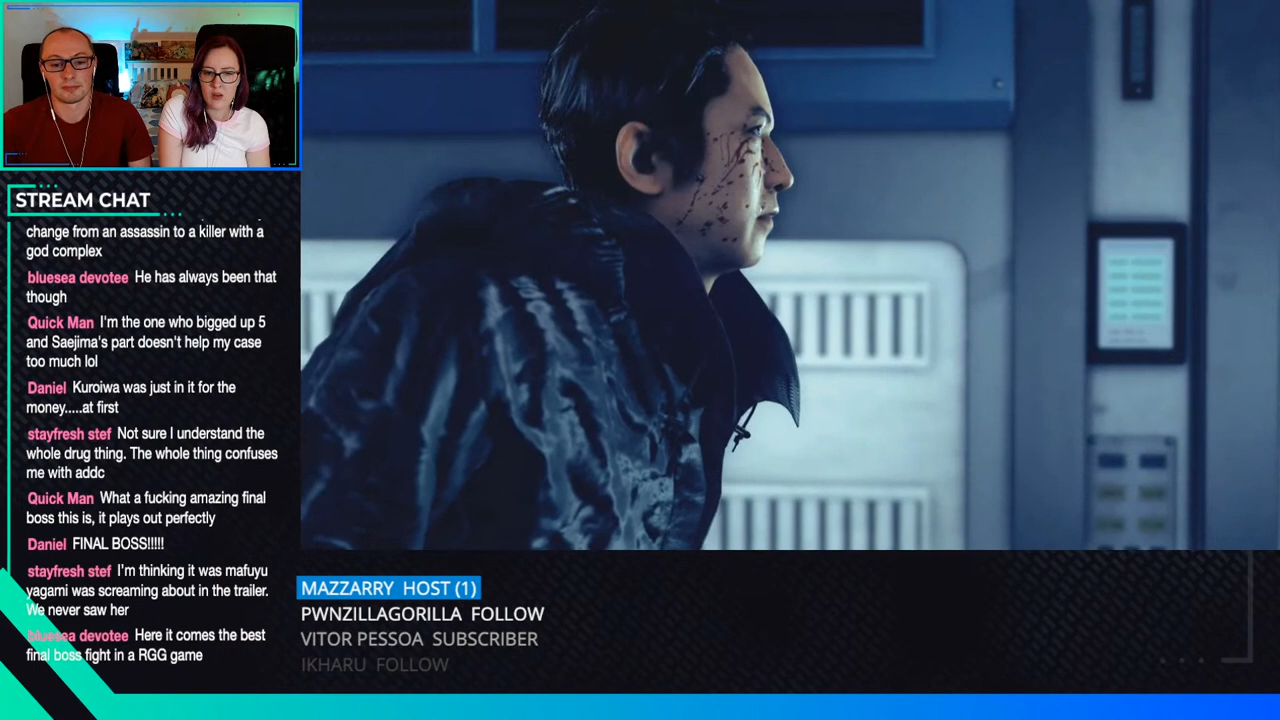 STREAM CHAT
change from an assassin to a killer with a
god complex
bluesea devotee He has always been that
though
Quick Man I'm the one who bigged up 5
and Saejima's part doesn't help my case
too much lol
Daniel Kuroiwa was just in it for the
money.....at first
stayfresh stef Not sure I understand the
whole drug thing. The whole thing confuses
me with addc
Quick Man What a fucking amazing final
boss this is, it plays out perfectly
Daniel FINAL BOSS!!!!!
stayfresh stef I'm thinking it was mafuyu
yagami was screaming about in the trailer.
We never saw her
bluesea devotee Here it comes the best
final boss fight in a RGG game
MAZZARRY HOST (1)
PWNZILLAGORILLA FOLLOW
VITOR PESSOA SUBSCRIBER
IKHARU FOLLOW